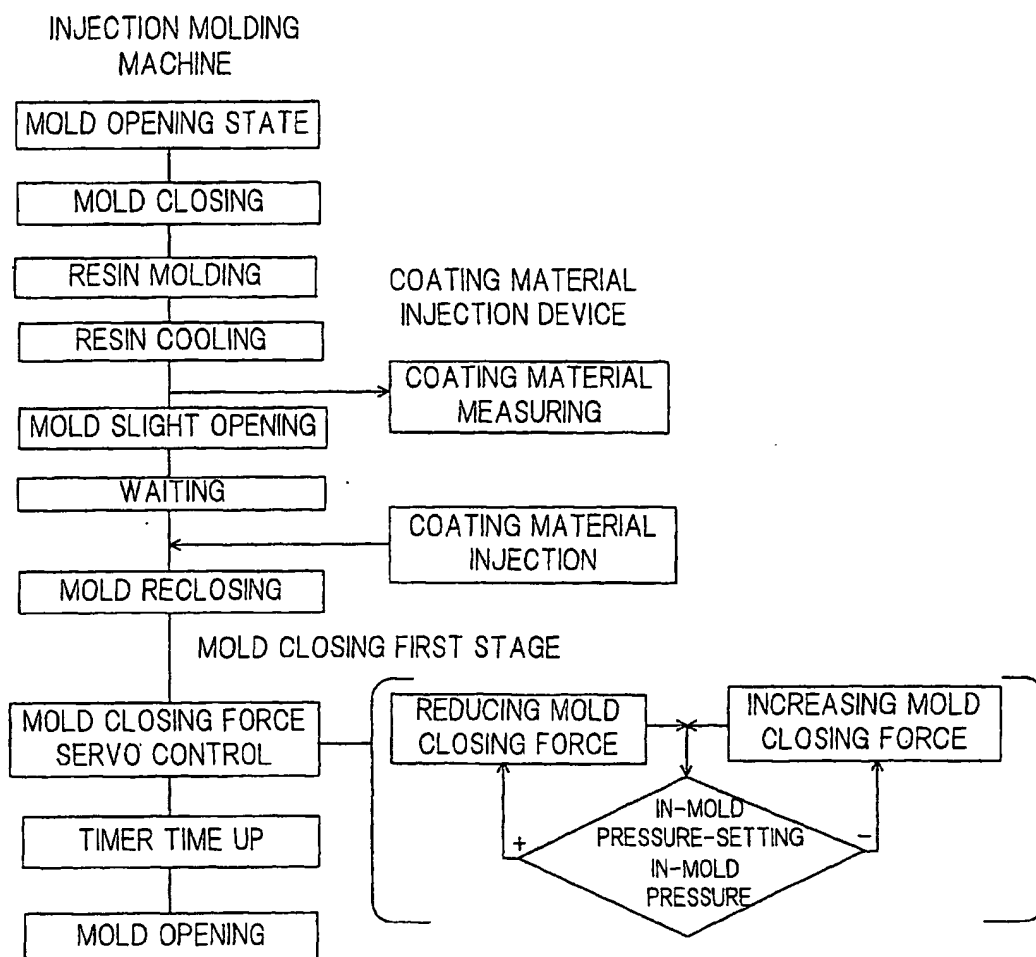 INJECTION MOLDING
MACHINE
MOLD OPENING STATE
MOLD CLOSING
RESIN MOLDING
RESIN COOLING
COATING MATERIAL
INJECTION DEVICE
COATING MATERIAL
MEASURING
MOLD SLIGHT OPENING
WAITING
COATING MATERIAL
INJECTION
MOLD RECLOSING
MOLD CLOSING FIRST STAGE
MOLD CLOSING FORCE
SERVO CONTROL
REDUCING MOLD
CLOSING FORCE
INCREASING MOLD
CLOSING FORCE
+
IN-MOLD
PRESSURE-SETTING
IN-MOLD
PRESSURE
-
TIMER TIME UP
MOLD OPENING